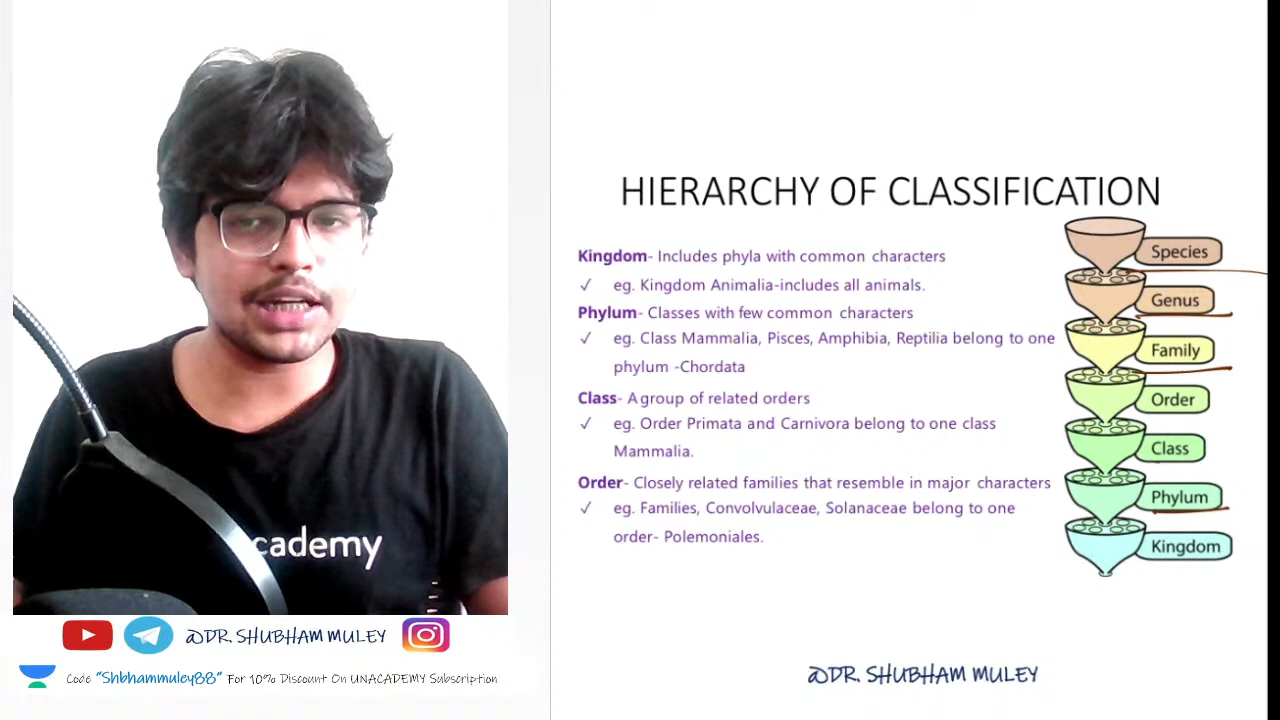 cademy
@DR. SHUBHAM MULEY
Code "Shbhammuley88" For 10% Discount On UNACADEMY Subscription
HIERARCHY OF CLASSIFICATION
Kingdom- Includes phyla with common characters
✓ eg. Kingdom Animalia-includes all animals.
Phylum- Classes with few common characters
✓ eg. Class Mammalia, Pisces, Amphibia, Reptilia belong to one
phylum -Chordata
Class- A group of related orders
✓ eg. Order Primata and Carnivora belong to one class
Mammalia.
Order- Closely related families that resemble in major characters
✓ eg. Families, Convolvulaceae, Solanaceae belong to one
order- Polemoniales.
Species
Genus
Family
Order
Class
Phylum
Kingdom
@DR. SHUBHAM MULEY